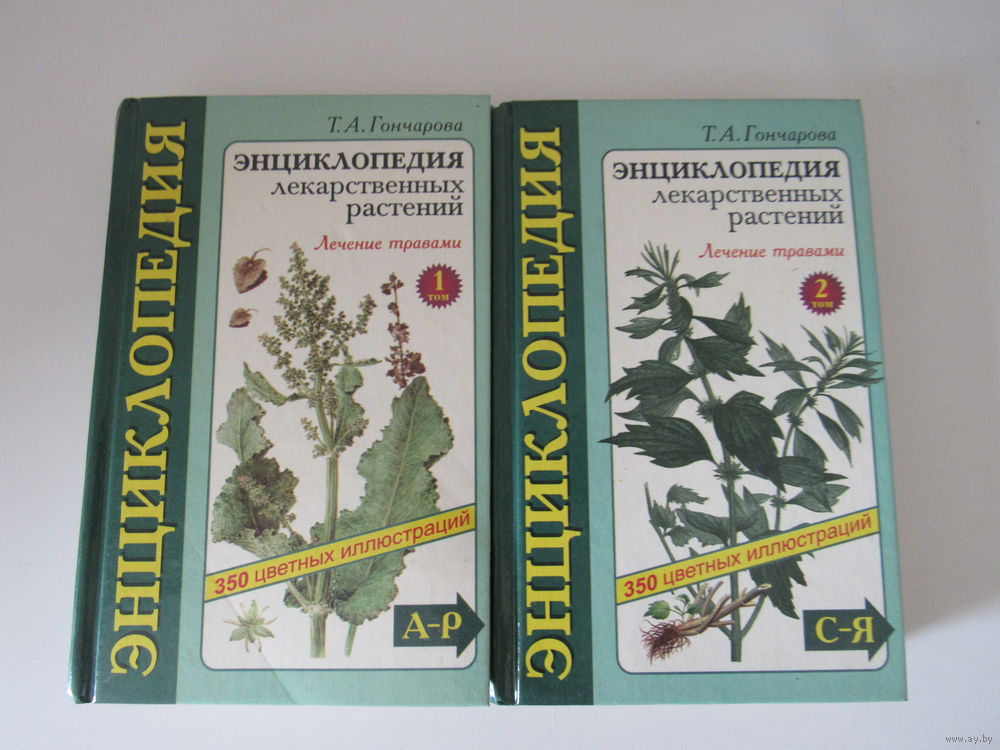 ЭНЦИКЛОПЕДИЯ
Т. А. Гончарова
ЭНЦИКЛОПЕДИЯ
лекарственных
растений
Лечение травами
1
том
350 цветных иллюстраций
А-Р
ЭНЦИКЛОПЕДИЯ
Т. А. Гончарова
ЭНЦИКЛОПЕДИЯ
лекарственных
растений
Лечение травами
2
том
350 цветных иллюстраций
С-Я
www.ay.by